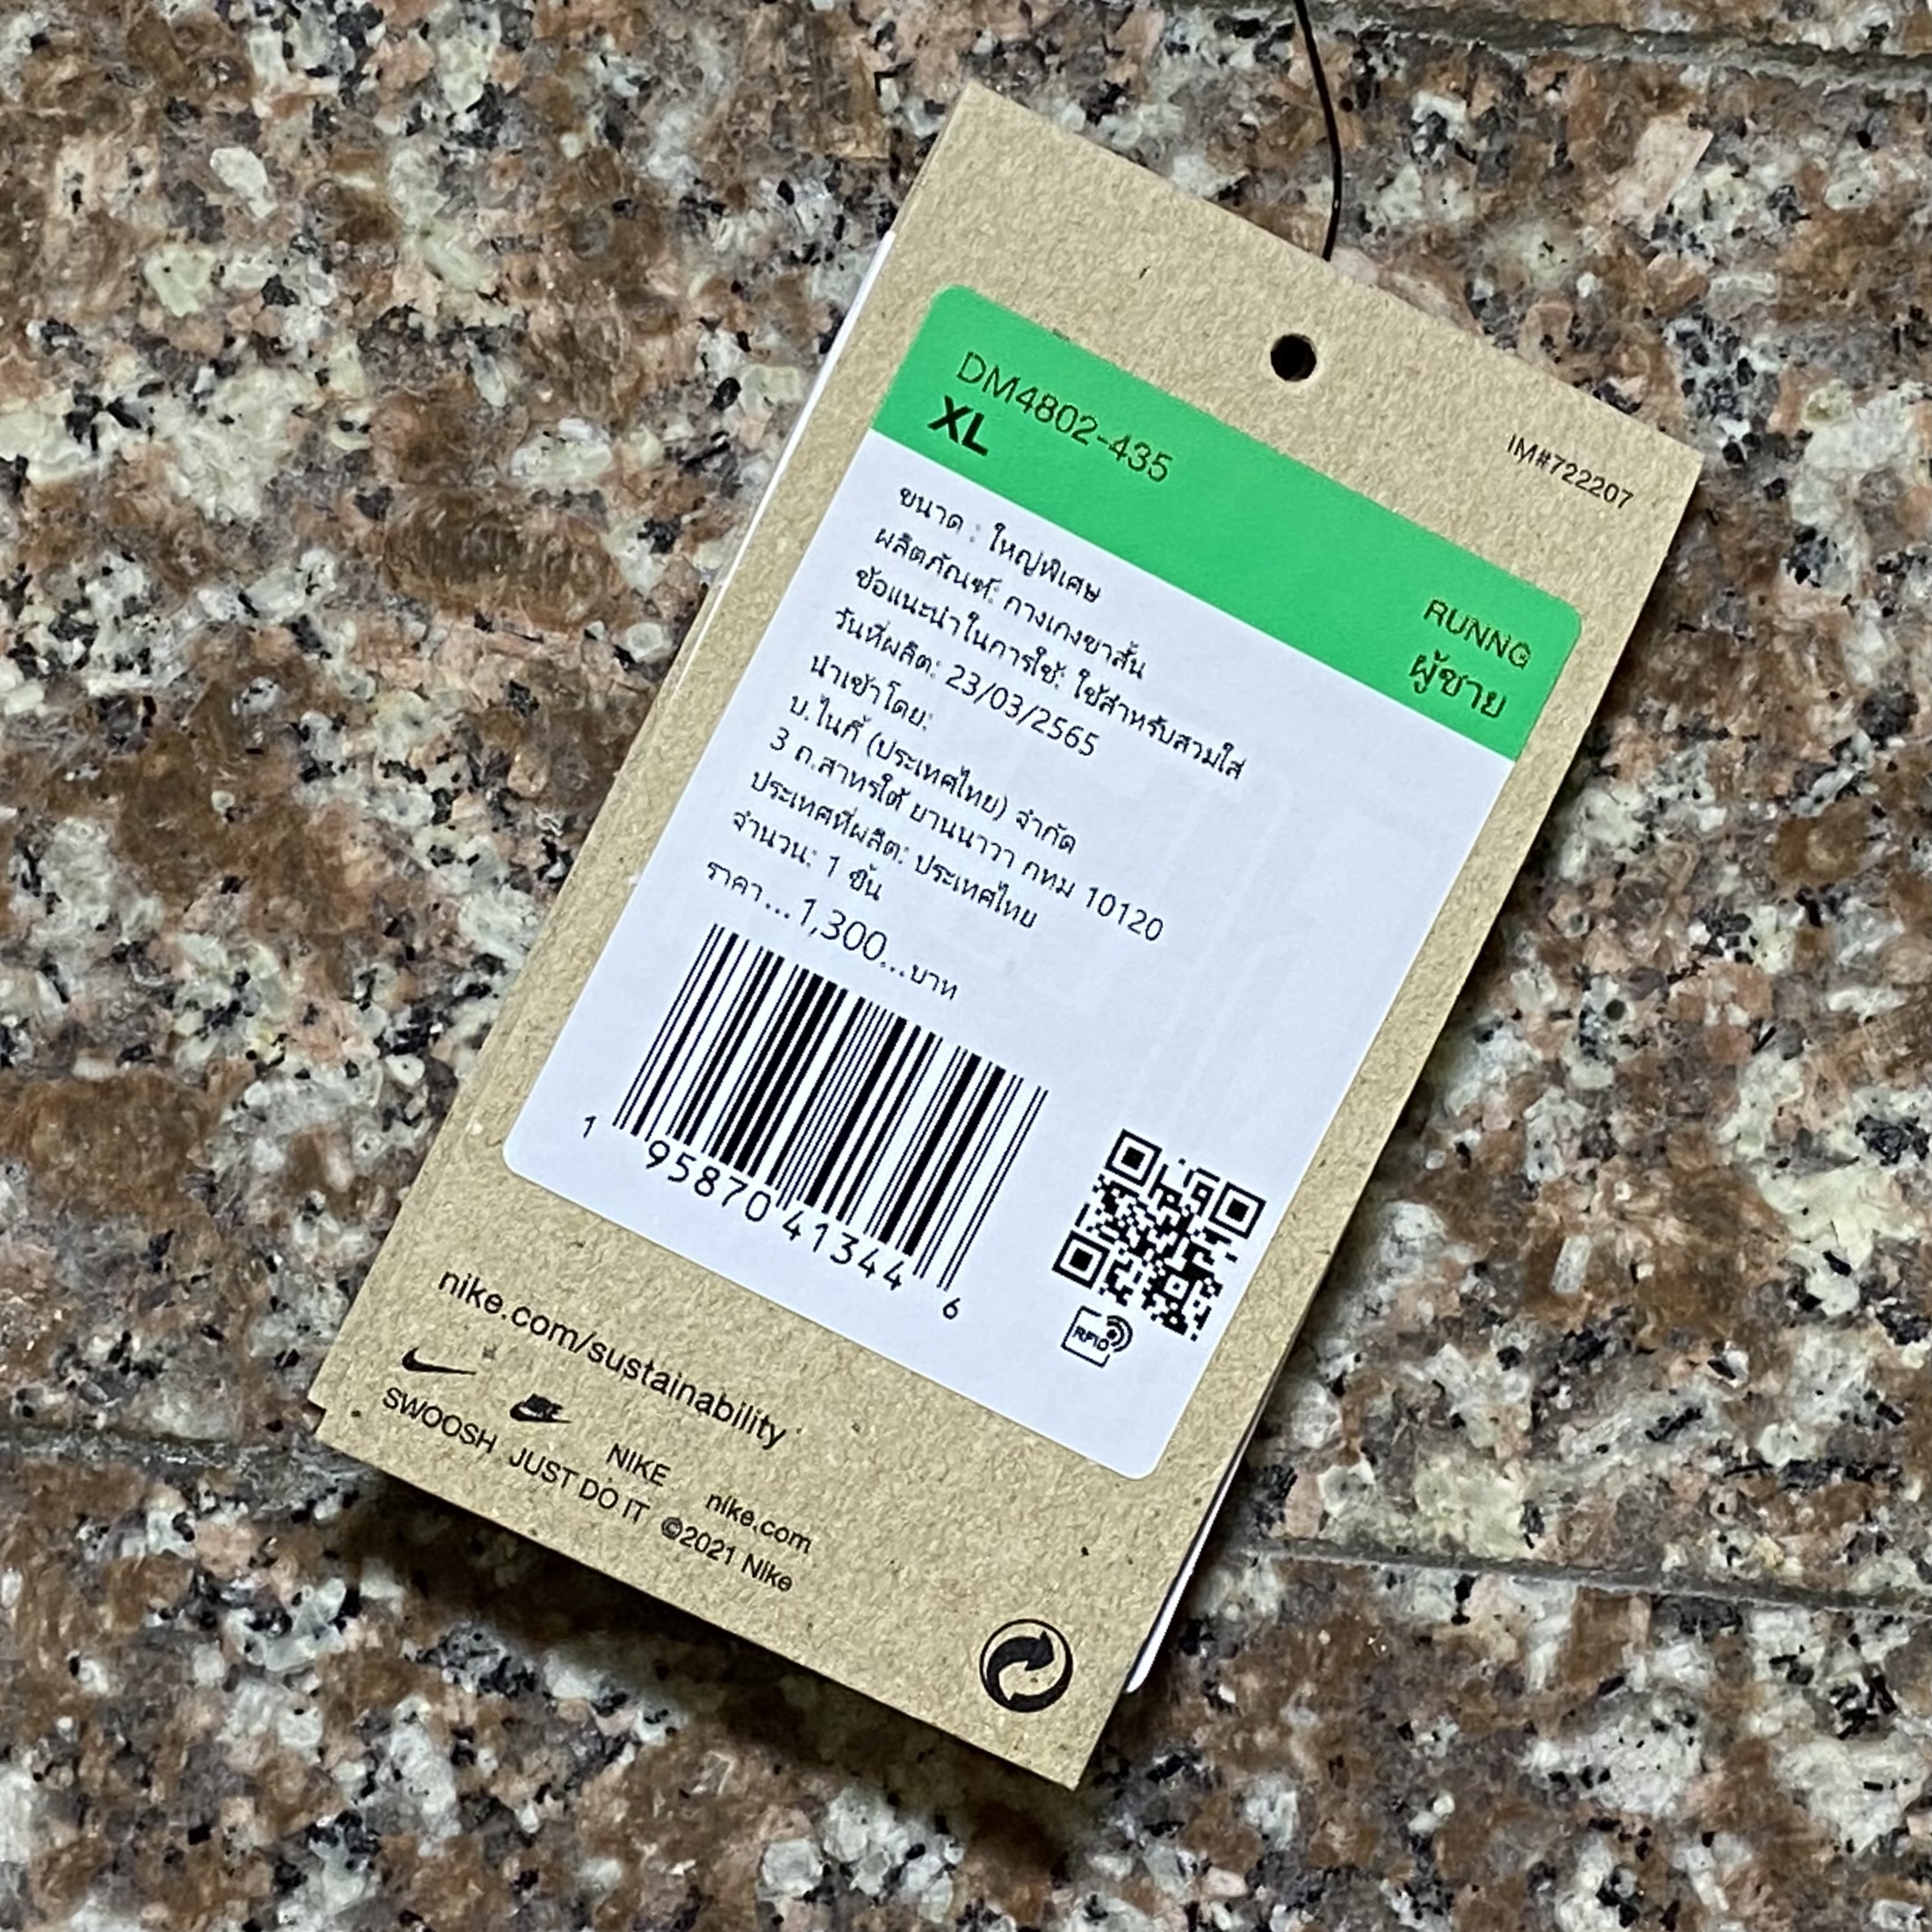 IM#722207
DM4802-435
XL
RUNNG
ผู้ชาย
ขนาด : ใหญ่พิเศษ
ผลิตภัณฑ์: กางเกงขาสั้น
ข้อแนะนำในการใช้: ใช้สำหรับสวมใส่
วันที่ผลิต: 23/03/2565
นำเข้าโดย:
บ.ไนกี้ (ประเทศไทย) จำกัด
3 ถ.สาทรใต้ ยานนาวา กทม 10120
ประเทศที่ผลิต: ประเทศไทย
จำนวน: 1 ชิ้น
ราคา...1,300...บาท
1 95870 41344 6
RFID
nike.com/sustainability
NIKE nike.com
SWOOSH JUST DO IT ©2021 Nike